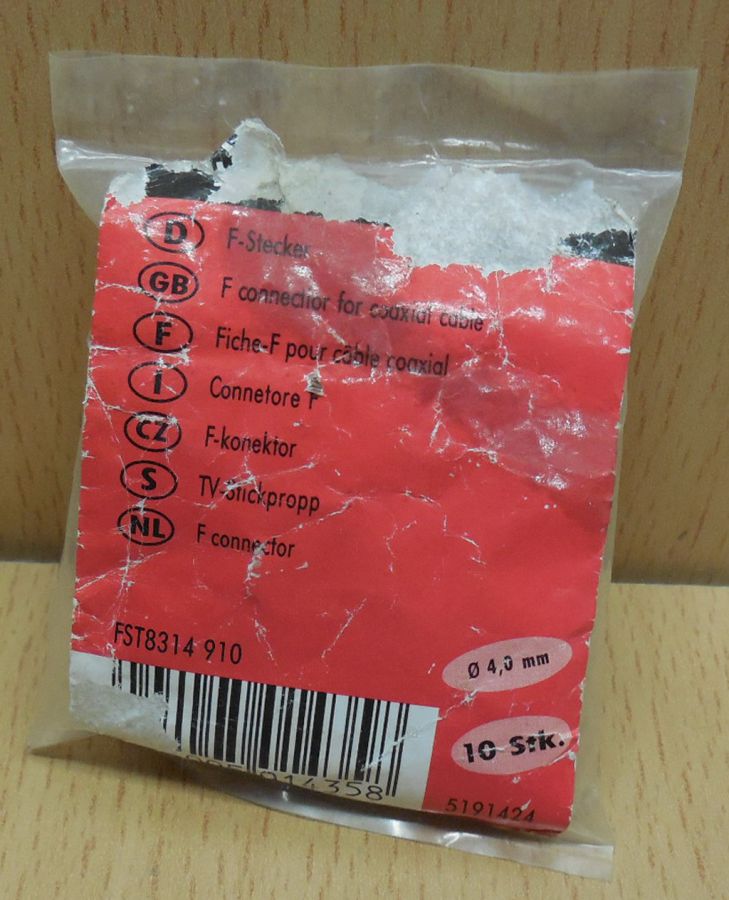 D F-Stecker
GB F connector for coaxial cable
F Fiche-F pour câble coaxial
I Connetore F
CZ F-konektor
S TV-Stickpropp
NL F connector
FST8314 910
Ø 4,0 mm
10 Stk.
014358
5191424